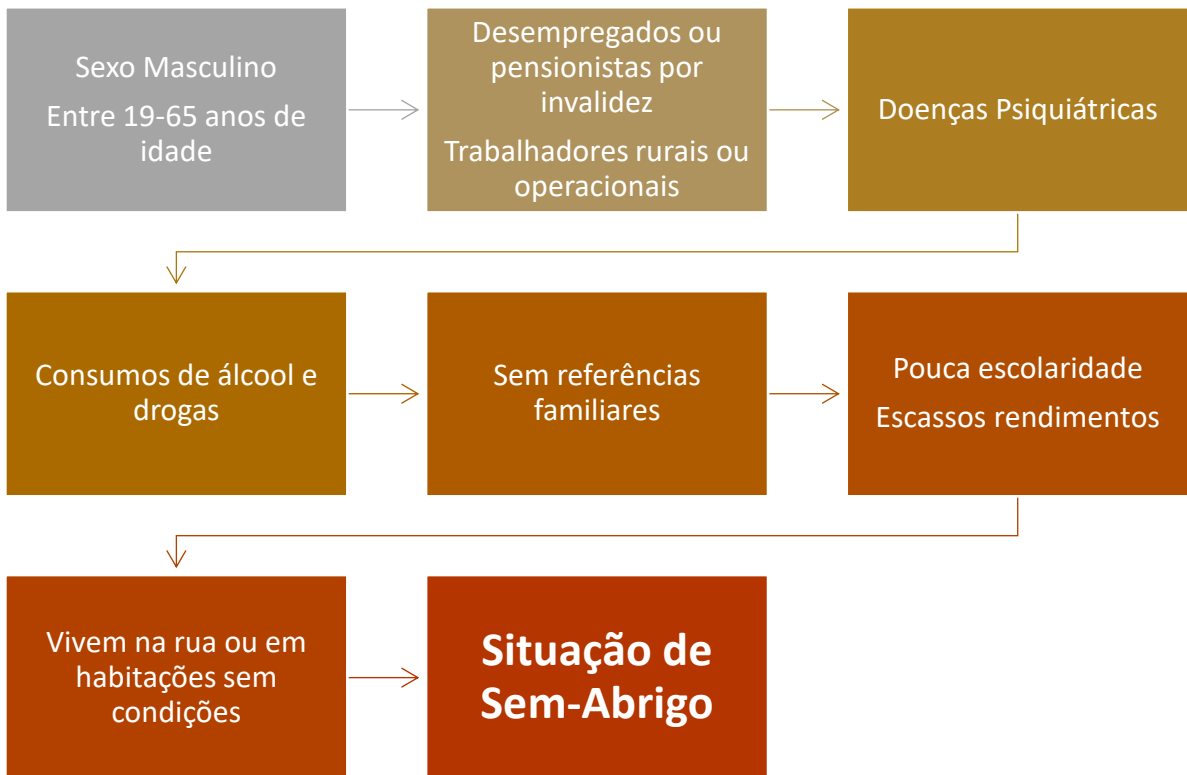 Sexo Masculino
Entre 19-65 anos de
idade
Desempregados ou
pensionistas por
invalidez
Trabalhadores rurais ou
operacionais
Doenças Psiquiátricas
Consumos de álcool e
drogas
Sem referências
familiares
Pouca escolaridade
Escassos rendimentos
Vivem na rua ou em
habitações sem
condições
Situação de
Sem-Abrigo